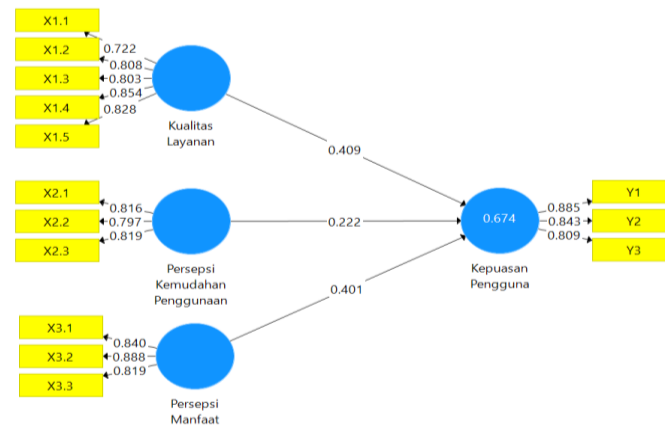 X1.1
X1.2
X1.3
X1.4
X1.5
0.722
0.808
0.803
0.854
0.828
Kualitas
Layanan
0.409
X2.1
X2.2
X2.3
0.816
0.797
0.819
Persepsi
Kemudahan
Penggunaan
0.222
0.674
Kepuasan
Pengguna
0.885
0.843
0.809
Y1
Y2
Y3
0.401
X3.1
X3.2
X3.3
0.840
0.888
0.819
Persepsi
Manfaat